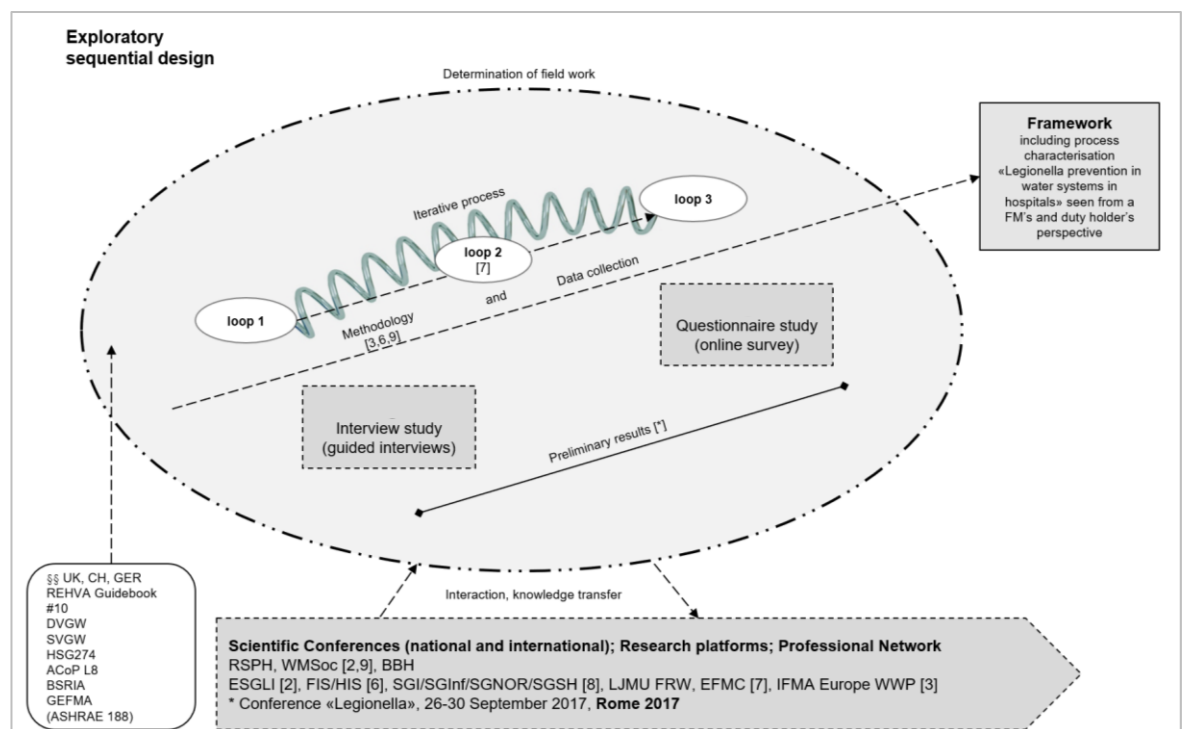 Exploratory
sequential design
Determination of field work
Framework
including process
characterisation
«Legionella prevention in
water systems in
hospitals» seen from a
FM's and duty holder's
perspective
Iterative process
loop 3
loop 2
[7]
loop 1
Methodology
[3,6,9]
and
Data collection
Questionnaire study
(online survey)
Interview study
(guided interviews)
Preliminary results [*]
§§ UK, CH, GER
REHVA Guidebook
#10
DVGW
SVGW
HSG274
ACoP L8
BSRIA
GEFMA
(ASHRAE 188)
Interaction, knowledge transfer
Scientific Conferences (national and international); Research platforms; Professional Network
RSPH, WMSoc [2,9], BBH
ESGLI [2], FIS/HIS [6], SGI/SGInf/SGNOR/SGSH [8], LJMU FRW, EFMC [7], IFMA Europe WWP [3]
* Conference «Legionella», 26-30 September 2017, Rome 2017